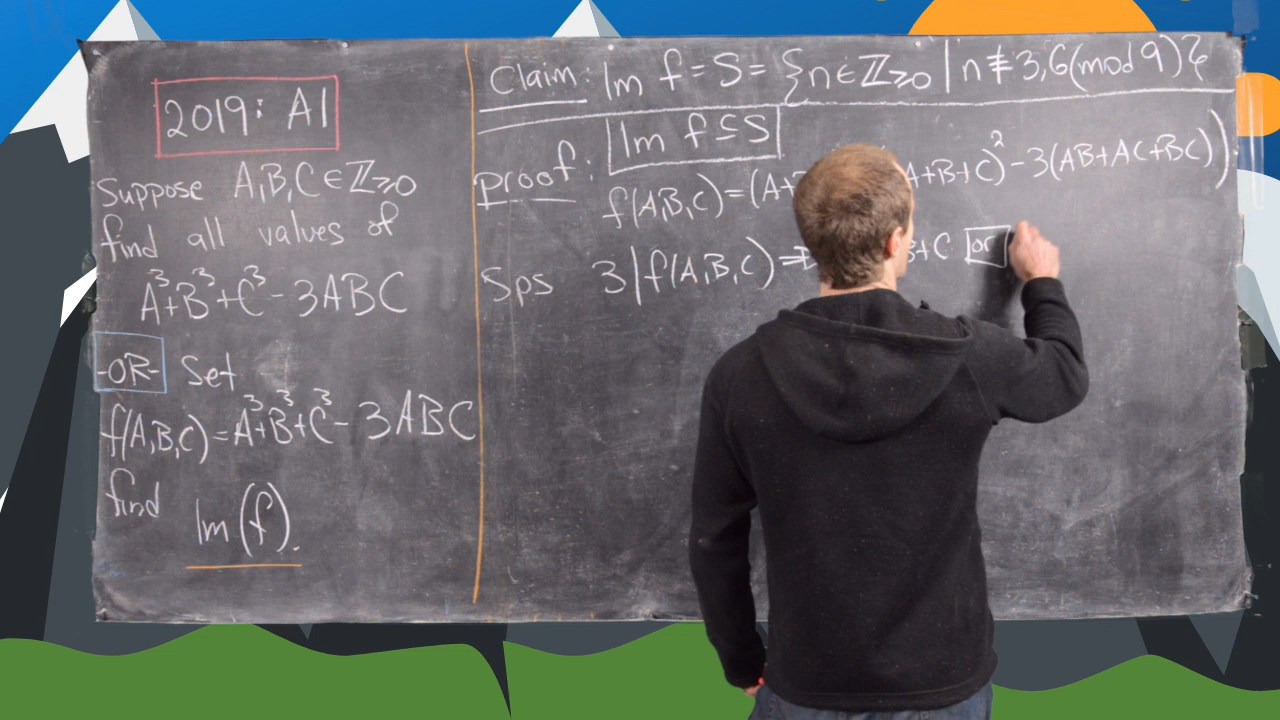 2019: A1
Suppose A,B,C ∈ ℤ≥0
find all values of
A³+B³+C³-3ABC
-OR- Set
f(A,B,C)=A³+B³+C³-3ABC
find
Im(f).
Claim: Im f=S={n∈ℤ≥0 | n≢3,6(mod 9)}
proof: Im f⊆S
f(A,B,C)=(A+ A+B+C)²-3(AB+AC+BC))
Sps 3|f(A,B,C)⇒ B+C or